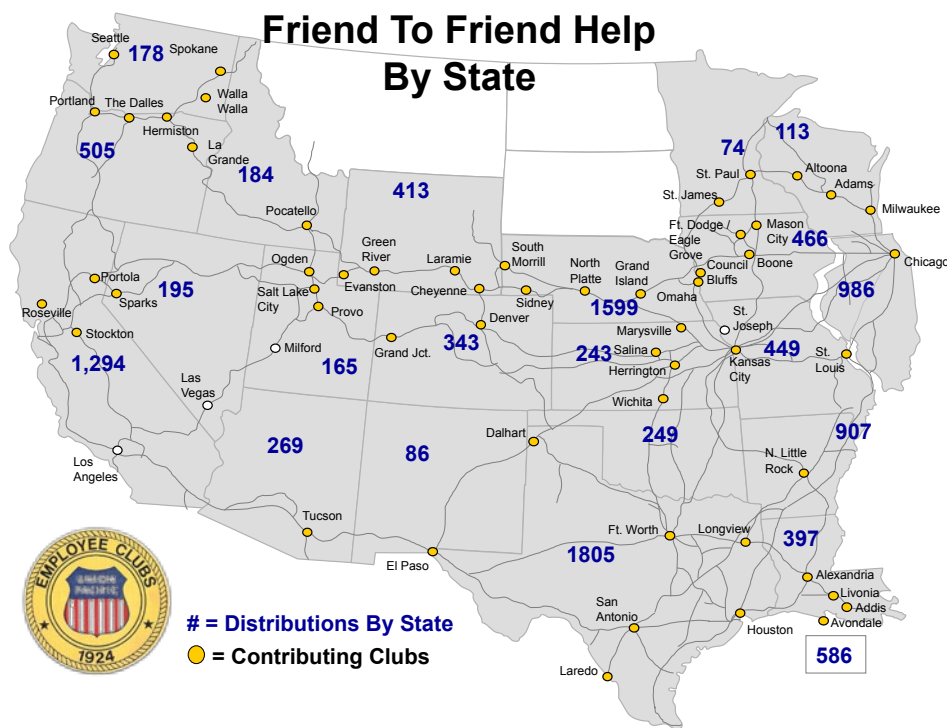 Friend To Friend Help
By State
Seattle
178
Spokane
Portland
The Dalles
Walla
Walla
Hermiston
La
Grande
505
184
Pocatello
413
74
113
St. Paul
Altoona
Adams
St. James
Milwaukee
Ft. Dodge /
Eagle
Grove
Mason
City
466
Boone
Chicago
Council
Bluffs
Omaha
986
Ogden
Green
River
Evanston
Laramie
Cheyenne
South
Morrill
Sidney
North
Platte
Grand
Island
1599
Portola
195
Sparks
Roseville
Stockton
1,294
Salt Lake
City
Provo
Milford
165
Grand Jct.
343
Denver
Marysville
243
Salina
Herrington
Wichita
St.
Joseph
449
Kansas
City
St.
Louis
Las
Vegas
Los
Angeles
269
86
Dalhart
249
907
N. Little
Rock
Tucson
El Paso
1805
Ft. Worth
Longview
397
Alexandria
Livonia
Addis
Avondale
586
San
Antonio
Houston
Laredo
EMPLOYEE CLUBS
UNION
PACIFIC
1924
# = Distributions By State
= Contributing Clubs